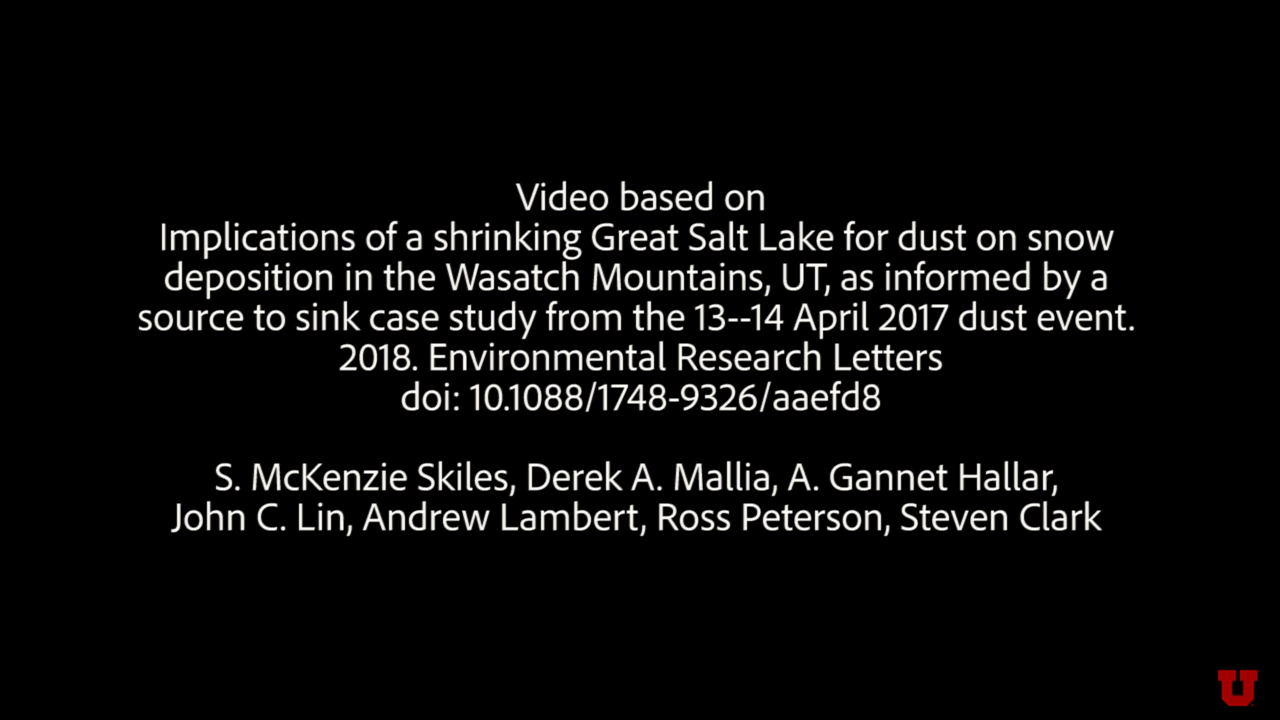 Video based on
Implications of a shrinking Great Salt Lake for dust on snow
deposition in the Wasatch Mountains, UT, as informed by a
source to sink case study from the 13--14 April 2017 dust event.
2018. Environmental Research Letters
doi: 10.1088/1748-9326/aaefd8
S. McKenzie Skiles, Derek A. Mallia, A. Gannet Hallar,
John C. Lin, Andrew Lambert, Ross Peterson, Steven Clark
U